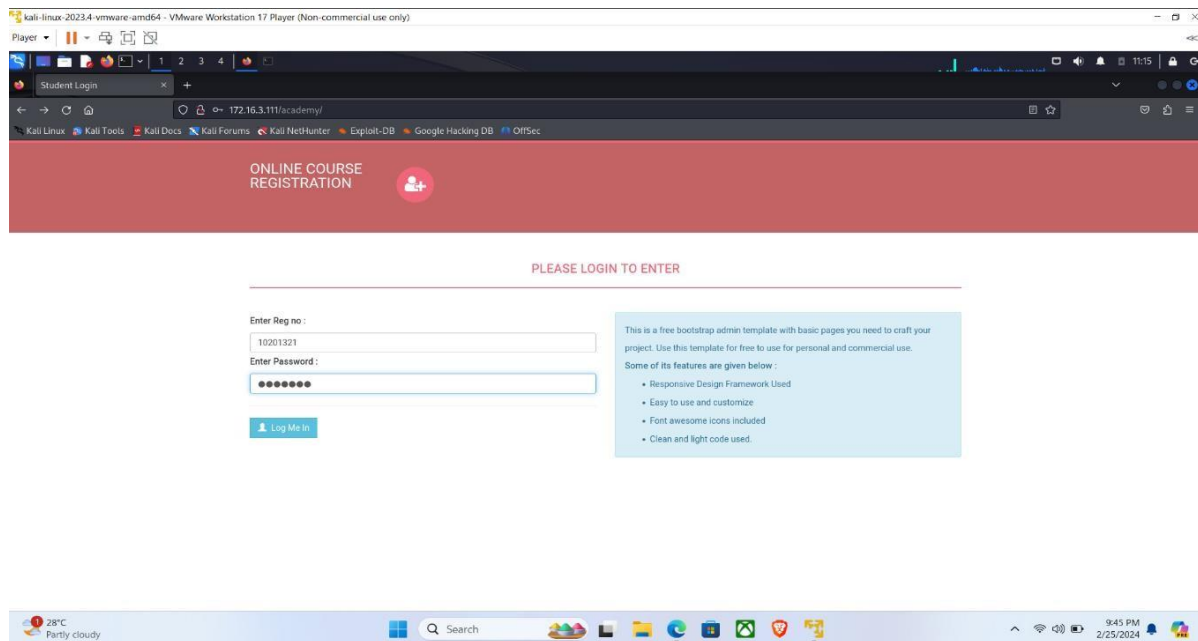 kali-linux-2023.4-vmware-amd64 - VMware Workstation 17 Player (Non-commercial use only)
Player
1 2 3 4 11:15
Student Login
172.16.3.111/academy/
Kali Linux Kali Tools Kali Docs Kali Forums Kali NetHunter Exploit-DB Google Hacking DB OffSec
ONLINE COURSE
REGISTRATION
PLEASE LOGIN TO ENTER
Enter Reg no :
10201321
Enter Password :
Log Me In
This is a free bootstrap admin template with basic pages you need to craft your
project. Use this template for free to use for personal and commercial use.
Some of its features are given below :
• Responsive Design Framework Used
• Easy to use and customize
• Font awesome icons included
• Clean and light code used.
1
28°C
Partly cloudy
Search
9:45 PM
2/25/2024